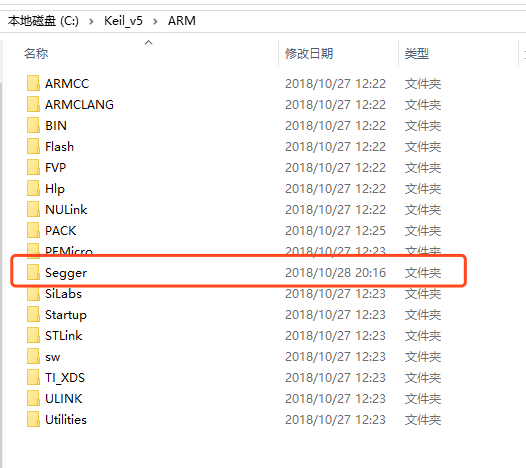 本地磁盘 (C:) > Keil_v5 > ARM
名称 修改日期 类型
ARMCC 2018/10/27 12:22 文件夹
ARMCLANG 2018/10/27 12:22 文件夹
BIN 2018/10/27 12:22 文件夹
Flash 2018/10/27 12:22 文件夹
FVP 2018/10/27 12:22 文件夹
Hlp 2018/10/27 12:22 文件夹
NULink 2018/10/27 12:22 文件夹
PACK 2018/10/27 12:25 文件夹
PEMicro 2018/10/27 12:23 文件夹
Segger 2018/10/28 20:16 文件夹
SiLabs 2018/10/27 12:23 文件夹
Startup 2018/10/27 12:23 文件夹
STLink 2018/10/27 12:23 文件夹
sw 2018/10/27 12:23 文件夹
TI_XDS 2018/10/27 12:23 文件夹
ULINK 2018/10/27 12:23 文件夹
Utilities 2018/10/27 12:23 文件夹